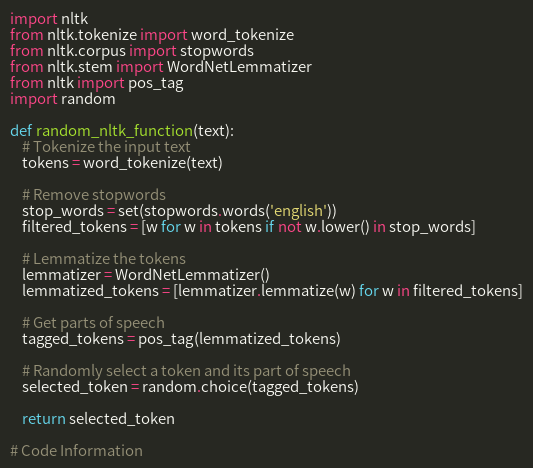 import nltk
from nltk.tokenize import word_tokenize
from nltk.corpus import stopwords
from nltk.stem import WordNetLemmatizer
from nltk import pos_tag
import random

def random_nltk_function(text):
    # Tokenize the input text
    tokens = word_tokenize(text)

    # Remove stopwords
    stop_words = set(stopwords.words('english'))
    filtered_tokens = [w for w in tokens if not w.lower() in stop_words]

    # Lemmatize the tokens
    lemmatizer = WordNetLemmatizer()
    lemmatized_tokens = [lemmatizer.lemmatize(w) for w in filtered_tokens]

    # Get parts of speech
    tagged_tokens = pos_tag(lemmatized_tokens)

    # Randomly select a token and its part of speech
    selected_token = random.choice(tagged_tokens)

    return selected_token

# Code Information